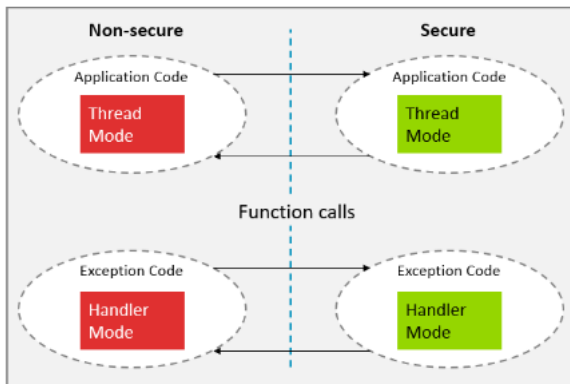 Non-secure
Secure
Application Code
Application Code
Thread
Mode
Thread
Mode
Function calls
Exception Code
Exception Code
Handler
Mode
Handler
Mode